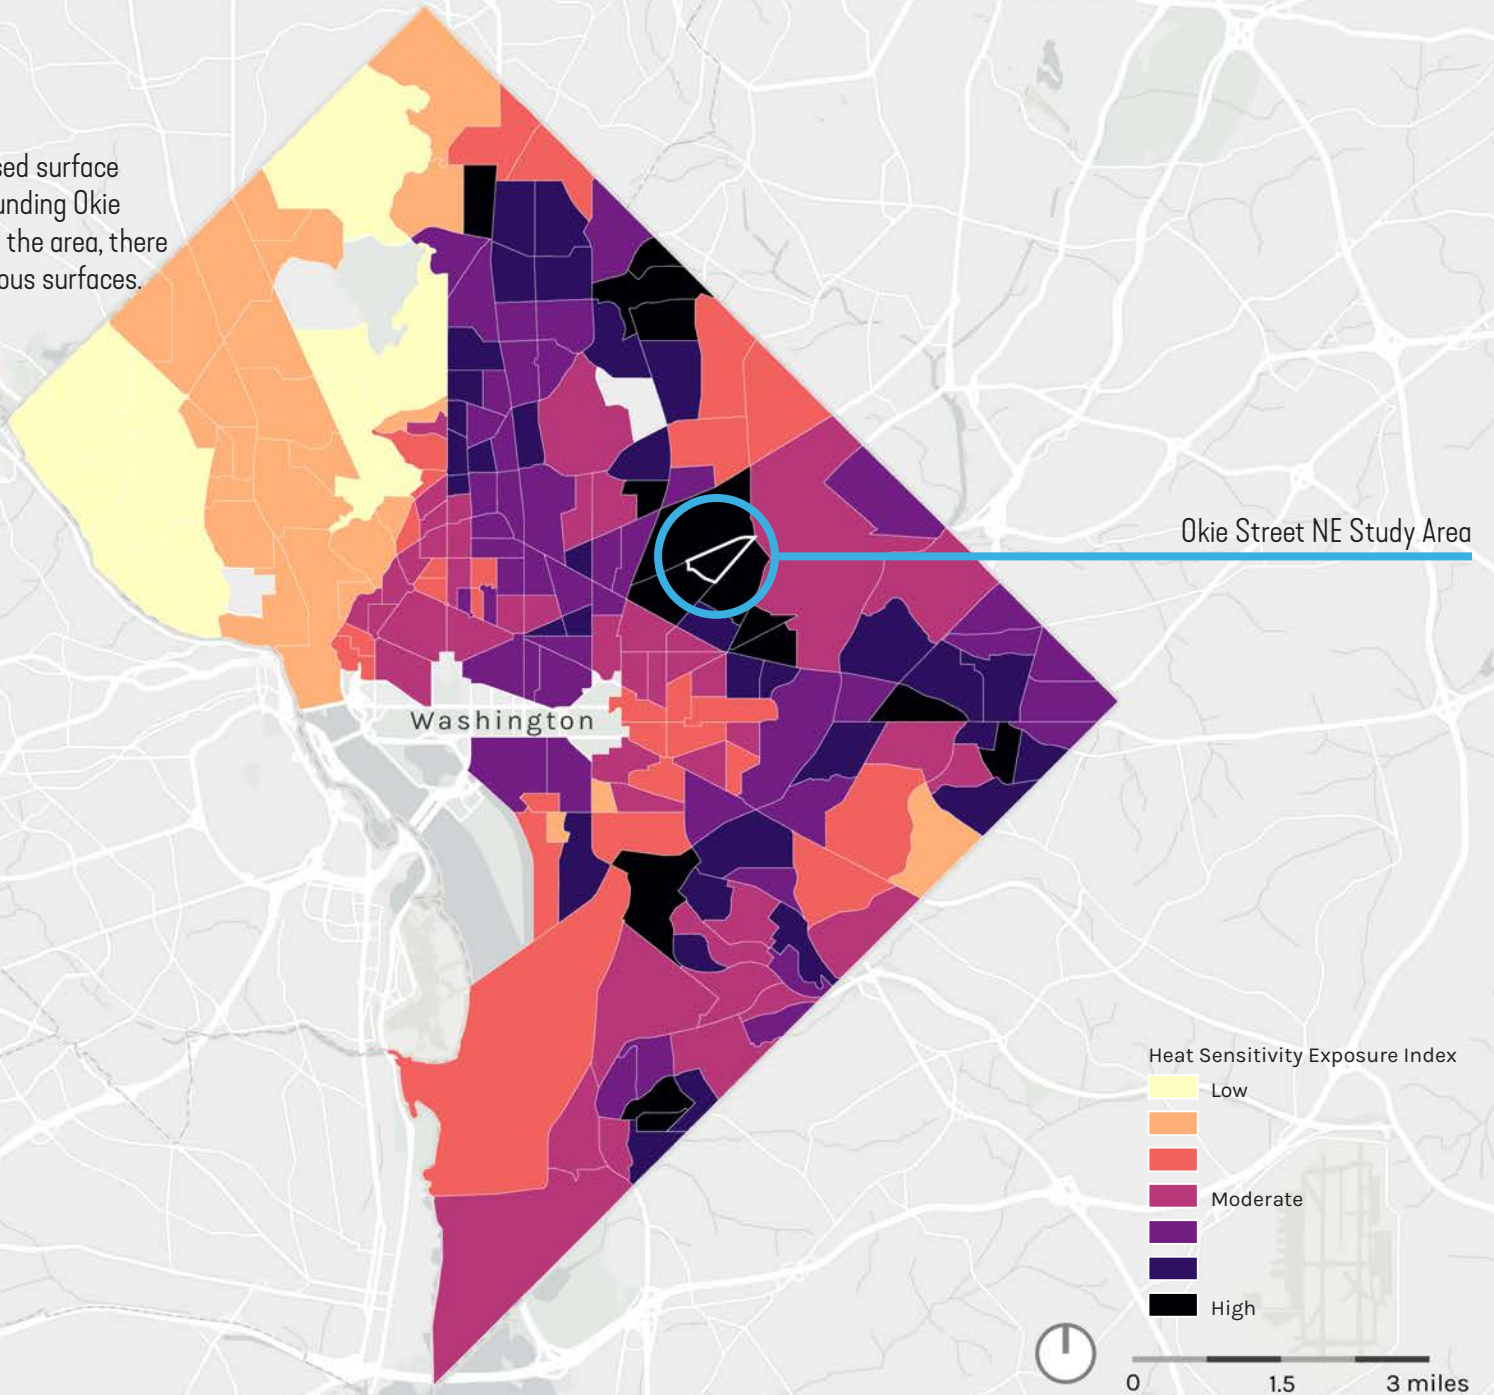 sed surface
unding Okie
the area, there
ous surfaces.
Okie Street NE Study Area
Washington
Heat Sensitivity Exposure Index
Low
Moderate
High
0 1.5 3 miles